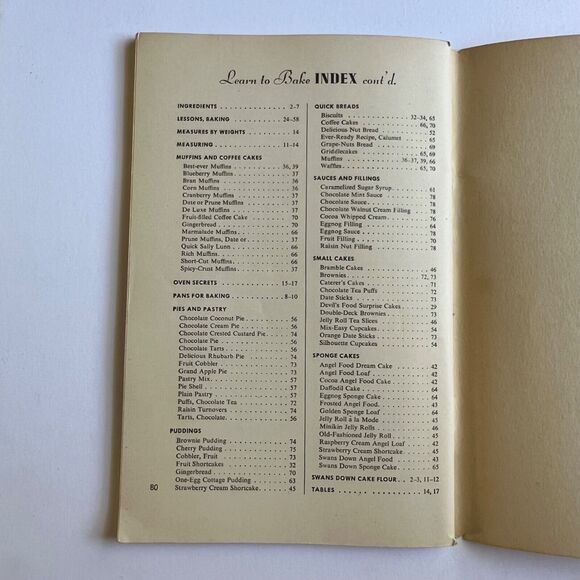 Learn to Bake INDEX cont'd.
INGREDIENTS . . . . . . . . . . . . . 2-7
LESSONS, BAKING . . . . . . . . . . 24-58
MEASURES BY WEIGHTS . . . . . . . 14
MEASURING . . . . . . . . . . . . . . 11-14
MUFFINS AND COFFEE CAKES
Best-ever Muffins . . . . . . . . . 36, 39
Blueberry Muffins . . . . . . . . . . 37
Bran Muffins . . . . . . . . . . . . 36
Corn Muffins . . . . . . . . . . . . 36
Cranberry Muffins . . . . . . . . . . 37
Date or Prune Muffins . . . . . . . . 37
De Luxe Muffins . . . . . . . . . . 37
Fruit-filled Coffee Cake . . . . . . . 70
Gingerbread . . . . . . . . . . . . 70
Marmalade Muffins . . . . . . . . . 66
Prune Muffins, Date or . . . . . . . . 37
Quick Sally Lunn . . . . . . . . . . 66
Rich Muffins . . . . . . . . . . . . 66
Short-Cut Muffins . . . . . . . . . . 66
Spicy-Crust Muffins . . . . . . . . . 37
OVEN SECRETS . . . . . . . . . . . . 15-17
PANS FOR BAKING . . . . . . . . . . 8-10
PIES AND PASTRY
Chocolate Coconut Pie . . . . . . . . 56
Chocolate Cream Pie . . . . . . . . . 56
Chocolate Crested Custard Pie . . . . 74
Chocolate Pie . . . . . . . . . . . . 56
Chocolate Tarts . . . . . . . . . . . 56
Delicious Rhubarb Pie . . . . . . . . 74
Fruit Cobbler . . . . . . . . . . . . 73
Grand Apple Pie . . . . . . . . . . . 73
Pastry Mix . . . . . . . . . . . . . 57
Pie Shell . . . . . . . . . . . . . . 57
Plain Pastry . . . . . . . . . . . . 57
Puffs, Chocolate Tea . . . . . . . . . 72
Raisin Turnovers . . . . . . . . . . 74
Tarts, Chocolate . . . . . . . . . . . 56
PUDDINGS
Brownie Pudding . . . . . . . . . . 74
Cherry Pudding . . . . . . . . . . . 75
Cobbler, Fruit . . . . . . . . . . . . 73
Fruit Shortcakes . . . . . . . . . . 32
Gingerbread . . . . . . . . . . . . 70
One-Egg Cottage Pudding . . . . . . 63
Strawberry Cream Shortcake . . . . . 45
80
QUICK BREADS
Biscuits . . . . . . . . . . . . 32-34, 65
Coffee Cakes . . . . . . . . . . . 66, 70
Delicious Nut Bread . . . . . . . . . 52
Ever-Ready Recipe, Calumet . . . . . 65
Grape-Nuts Bread . . . . . . . . . . 70
Griddlecakes . . . . . . . . . . . 65, 69
Muffins . . . . . . . . . . 36-37, 39, 66
Waffles . . . . . . . . . . . . . 65, 70
SAUCES AND FILLINGS
Caramelized Sugar Syrup . . . . . . . 61
Chocolate Mint Sauce . . . . . . . . 78
Chocolate Sauce . . . . . . . . . . . 78
Chocolate Walnut Cream Filling . . . 78
Cocoa Whipped Cream . . . . . . . . 76
Eggnog Filling . . . . . . . . . . . 64
Eggnog Sauce . . . . . . . . . . . . 78
Fruit Filling . . . . . . . . . . . . 70
Raisin Nut Filling . . . . . . . . . . 78
SMALL CAKES
Bramble Cakes . . . . . . . . . . . 46
Brownies . . . . . . . . . . . . . 72, 73
Caterer's Cakes . . . . . . . . . . . 71
Chocolate Tea Puffs . . . . . . . . . 72
Date Sticks . . . . . . . . . . . . . 73
Devil's Food Surprise Cakes . . . . . 29
Double-Deck Brownies . . . . . . . . 73
Jelly Roll Tea Slices . . . . . . . . . 46
Mix-Easy Cupcakes . . . . . . . . . 54
Orange Date Sticks . . . . . . . . . 73
Silhouette Cupcakes . . . . . . . . . 54
SPONGE CAKES
Angel Food Dream Cake . . . . . . . 42
Angel Food Loaf . . . . . . . . . . . 42
Cocoa Angel Food Cake . . . . . . . 42
Daffodil Cake . . . . . . . . . . . . 64
Eggnog Sponge Cake . . . . . . . . . 64
Frosted Angel Food . . . . . . . . . 42
Golden Sponge Loaf . . . . . . . . . 64
Jelly Roll à la Mode . . . . . . . . . 45
Minikin Jelly Rolls . . . . . . . . . 46
Old-Fashioned Jelly Roll . . . . . . . 45
Raspberry Cream Angel Loaf . . . . . 42
Strawberry Cream Shortcake . . . . . 45
Swans Down Angel Food . . . . . . . 42
Swans Down Sponge Cake . . . . . . 65
SWANS DOWN CAKE FLOUR . . 2-3, 11-12
TABLES . . . . . . . . . . . . . . 14, 17